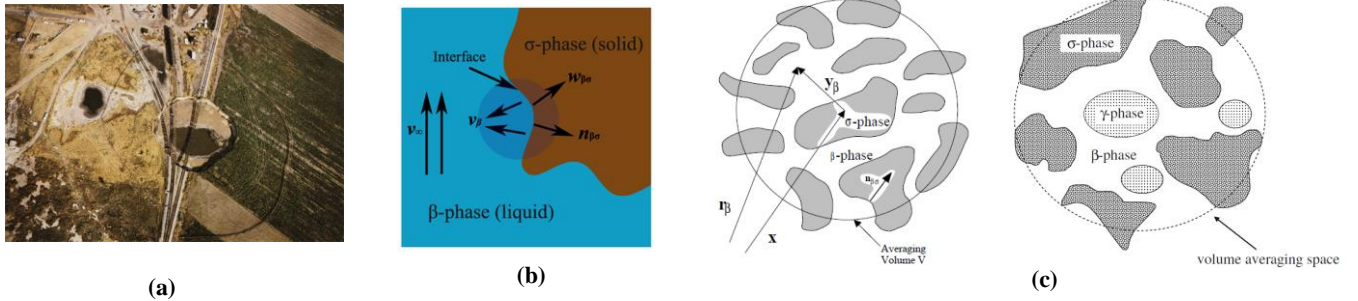 Interface
σ-phase (solid)
wβσ
vβ
v∞
nβσ
β-phase (liquid)
yβ
σ-phase
β-phase
nβσ
rβ
x
Averaging
Volume V
σ-phase
γ-phase
β-phase
volume averaging space
(a)
(b)
(c)